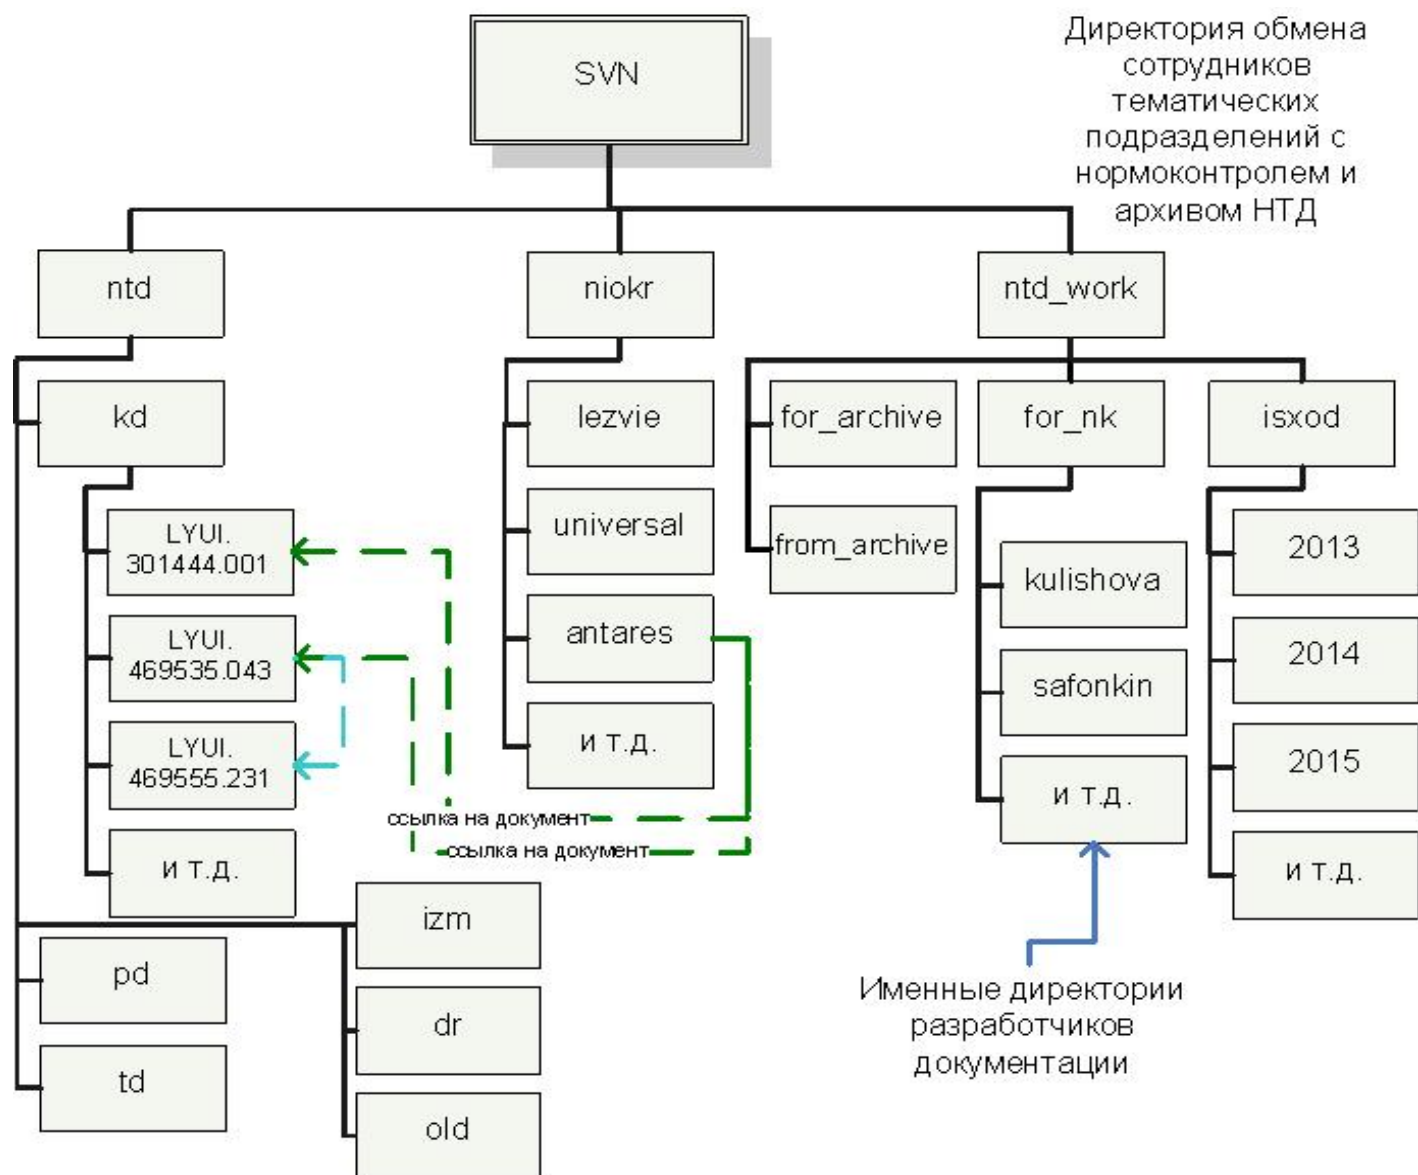 SVN
Директория обмена
сотрудников
тематических
подразделений с
нормоконтролем и
архивом НТД
ntd
niokr
ntd_work
kd
lezvie
for_archive
for_nk
isxod
LYUI.
301444.001
universal
from_archive
kulishova
2013
LYUI.
469535.043
antares
safonkin
2014
LYUI.
469555.231
и т.д.
и т.д.
2015
ссылка на документ
ссылка на документ
и т.д.
и т.д.
izm
pd
dr
td
old
Именные директории
разработчиков
документации